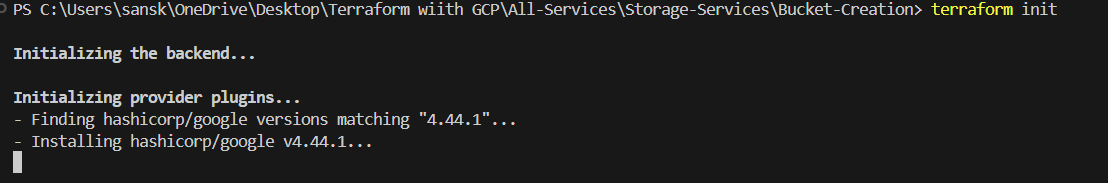 PS C:\Users\sansk\OneDrive\Desktop\Terraform wiith GCP\All-Services\Storage-Services\Bucket-Creation> terraform init
Initializing the backend...
Initializing provider plugins...
- Finding hashicorp/google versions matching "4.44.1"...
- Installing hashicorp/google v4.44.1...